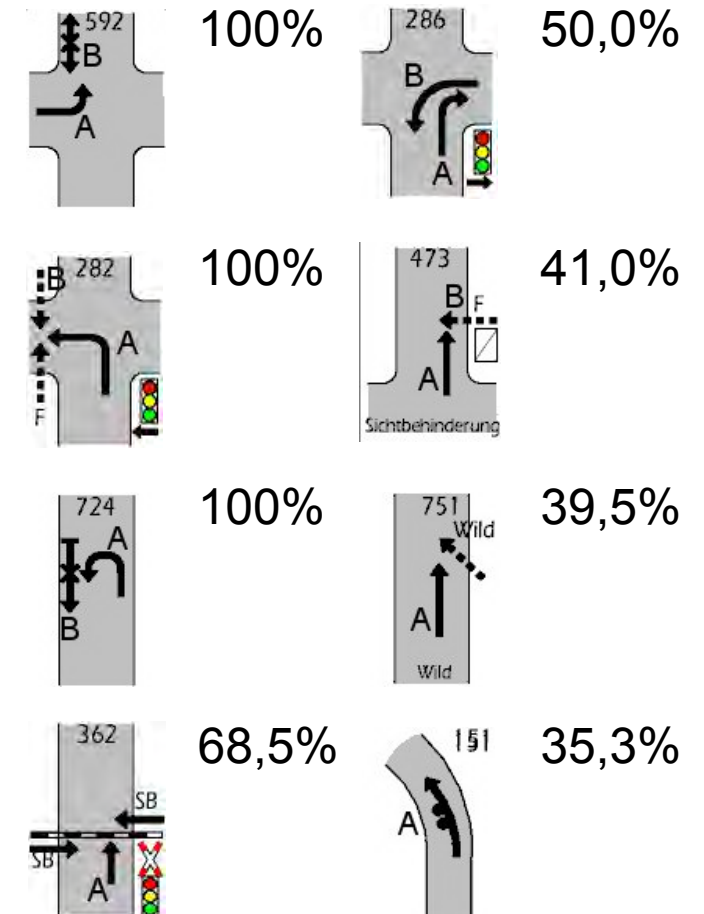 592
100%
B
A
286
50,0%
B
A
282
100%
B
A
F
473
41,0%
B F
A
Sichtbehinderung
724
100%
A
B
751
39,5%
Wild
A
Wild
362
68,5%
SB
SB
A
35,3%
A